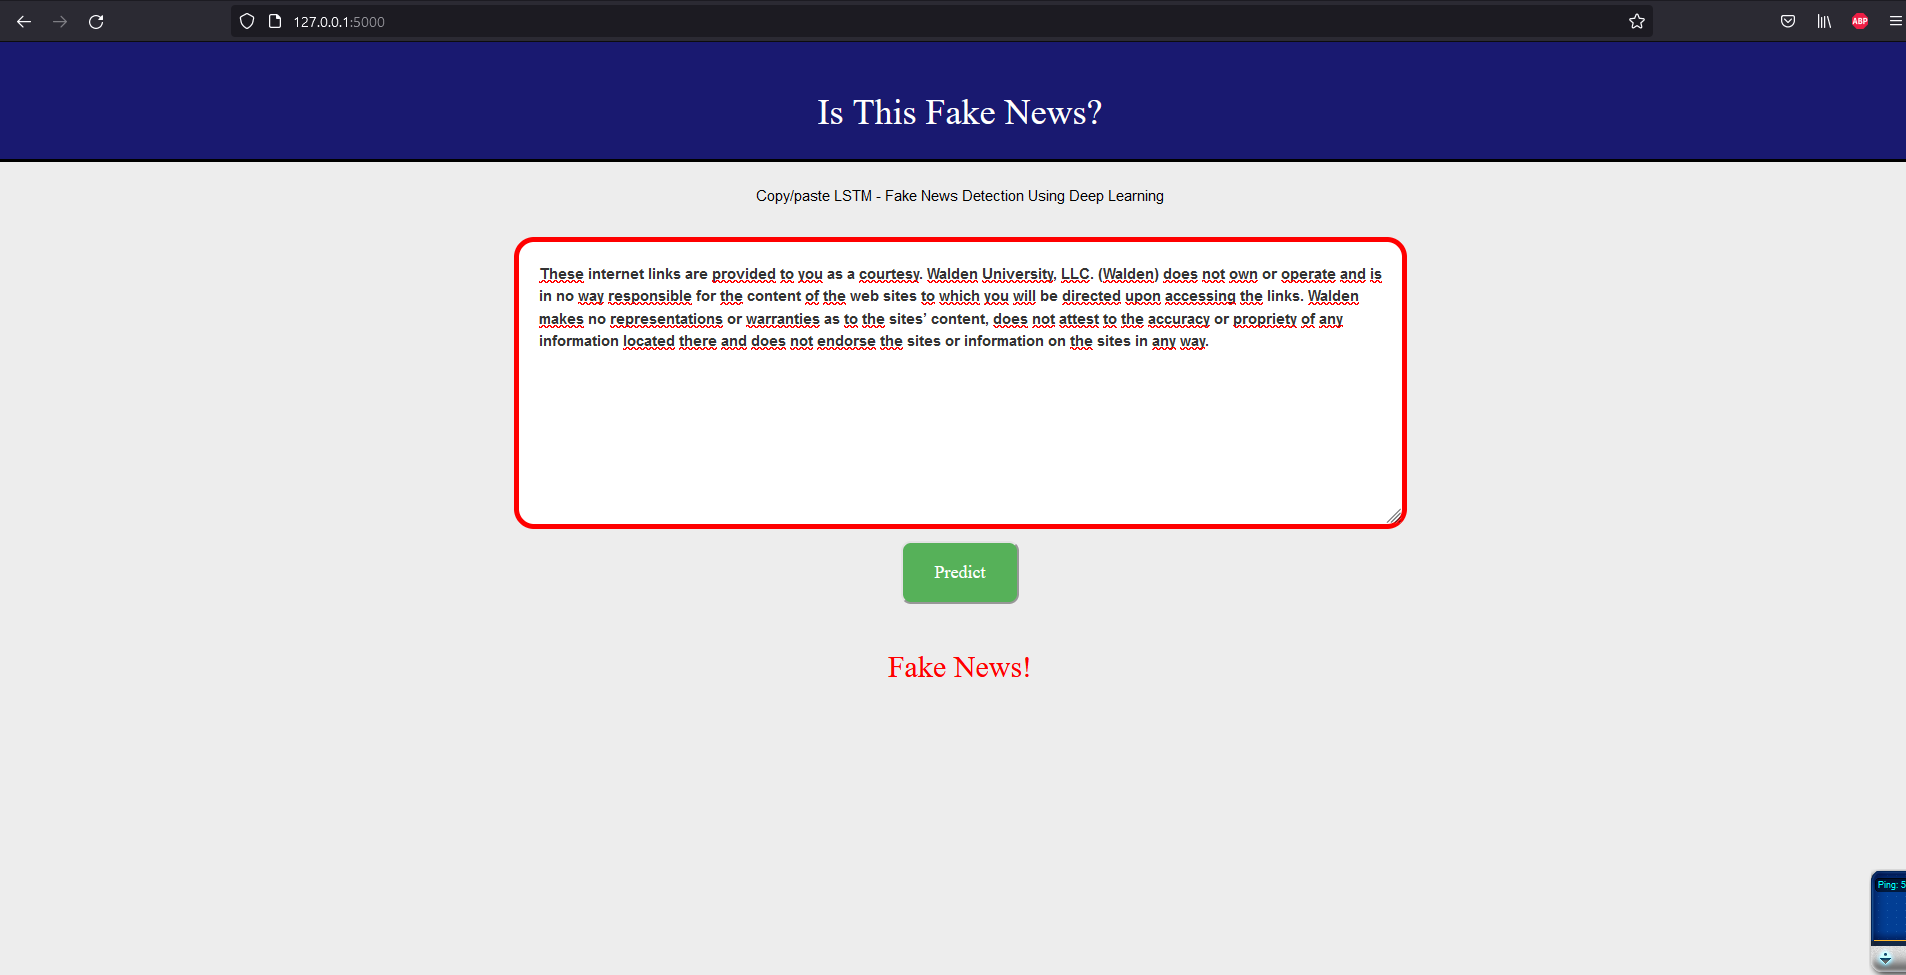 127.0.0.1:5000
ABP
Is This Fake News?
Copy/paste LSTM - Fake News Detection Using Deep Learning
These internet links are provided to you as a courtesy. Walden University, LLC. (Walden) does not own or operate and is
in no way responsible for the content of the web sites to which you will be directed upon accessing the links. Walden
makes no representations or warranties as to the sites’ content, does not attest to the accuracy or propriety of any
information located there and does not endorse the sites or information on the sites in any way.
Predict
Fake News!
Ping: 5